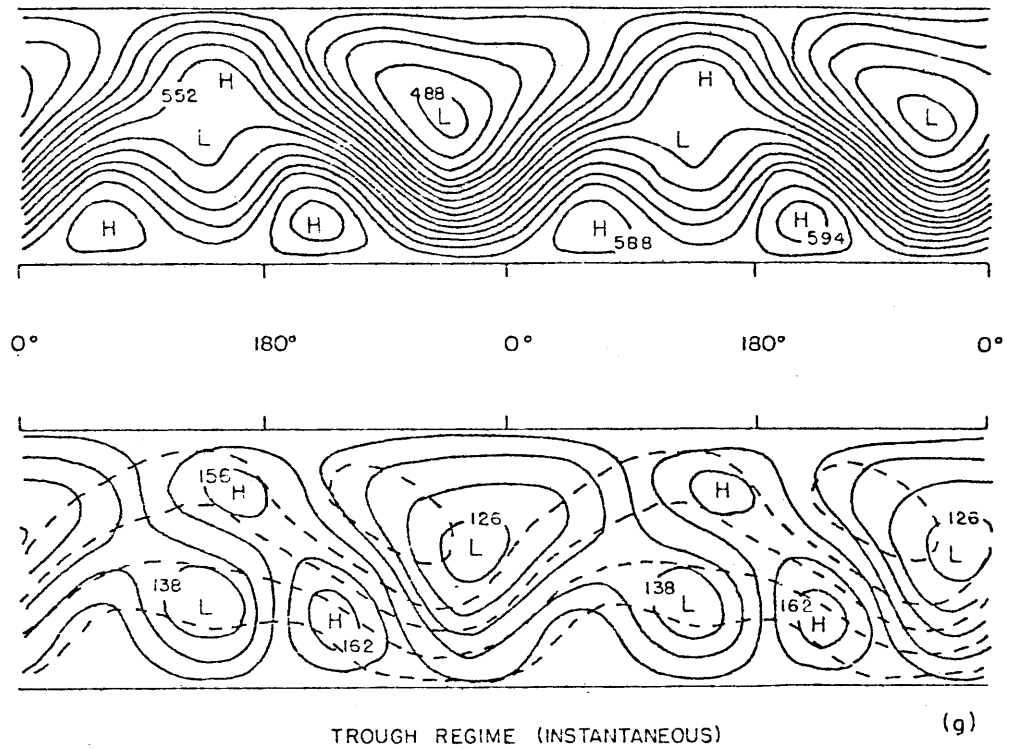 H H
552 488
L L
L L
H H H 588 H 594
0° 180° 0° 180° 0°
156 H H
126 L 126 L
138 L 138 L
H 162 162 H
TROUGH REGIME (INSTANTANEOUS) (g)